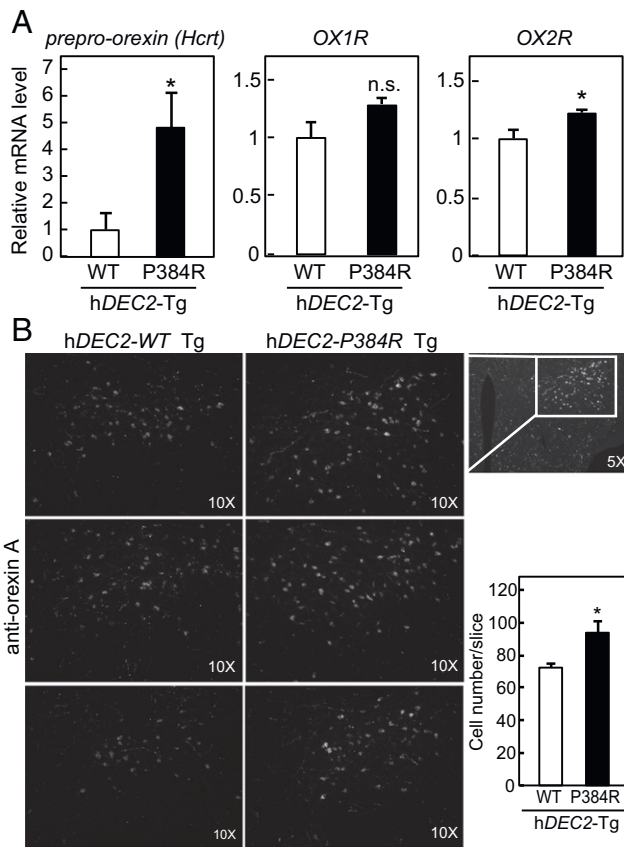 A
prepro-orexin (Hcrt)
OX1R
OX2R
Relative mRNA level
7
6
5
4
3
2
1
0
*
1.5
1
0.5
0
n.s.
1.5
1
0.5
0
*
WT P384R
WT P384R
WT P384R
hDEC2-Tg
hDEC2-Tg
hDEC2-Tg
B
hDEC2-WT Tg
hDEC2-P384R Tg
anti-orexin A
10X
10X
10X
10X
10X
10X
5X
Cell number/slice
120
100
80
60
40
20
0
*
WT P384R
hDEC2-Tg